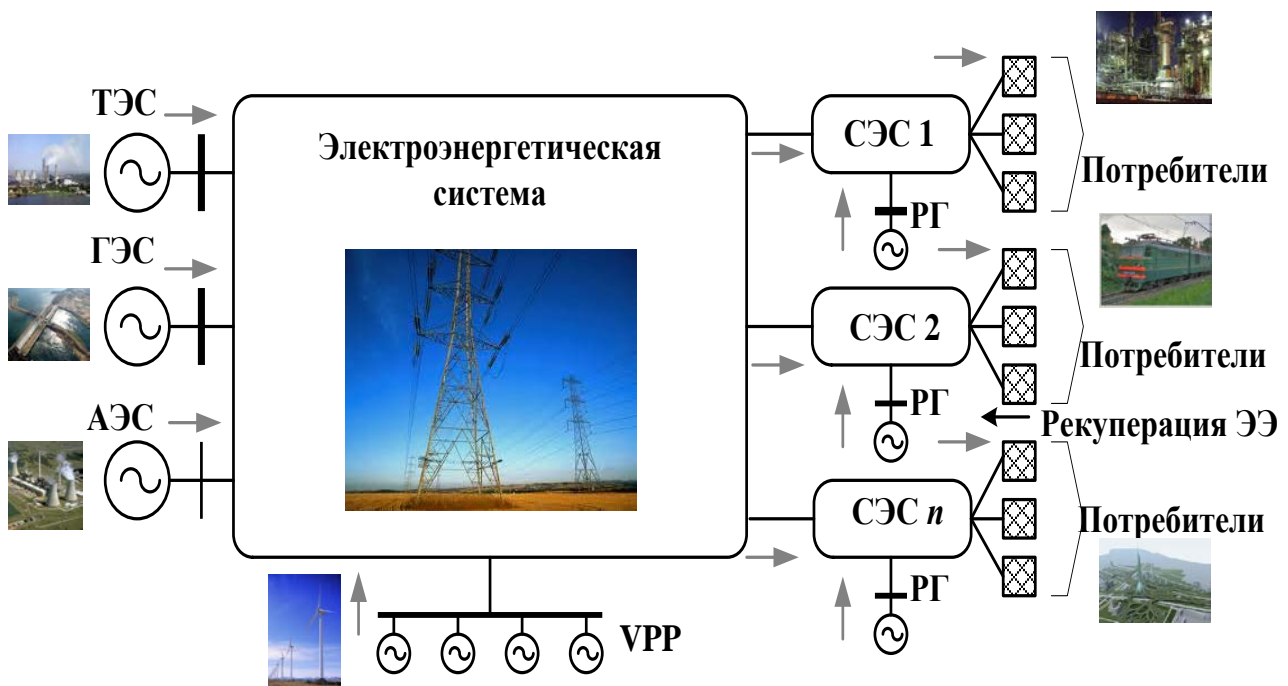 ТЭС
ГЭС
АЭС
Электроэнергетическая
система
VPP
СЭС 1
РГ
Потребители
СЭС 2
РГ
Потребители
Рекуперация ЭЭ
СЭС n
РГ
Потребители